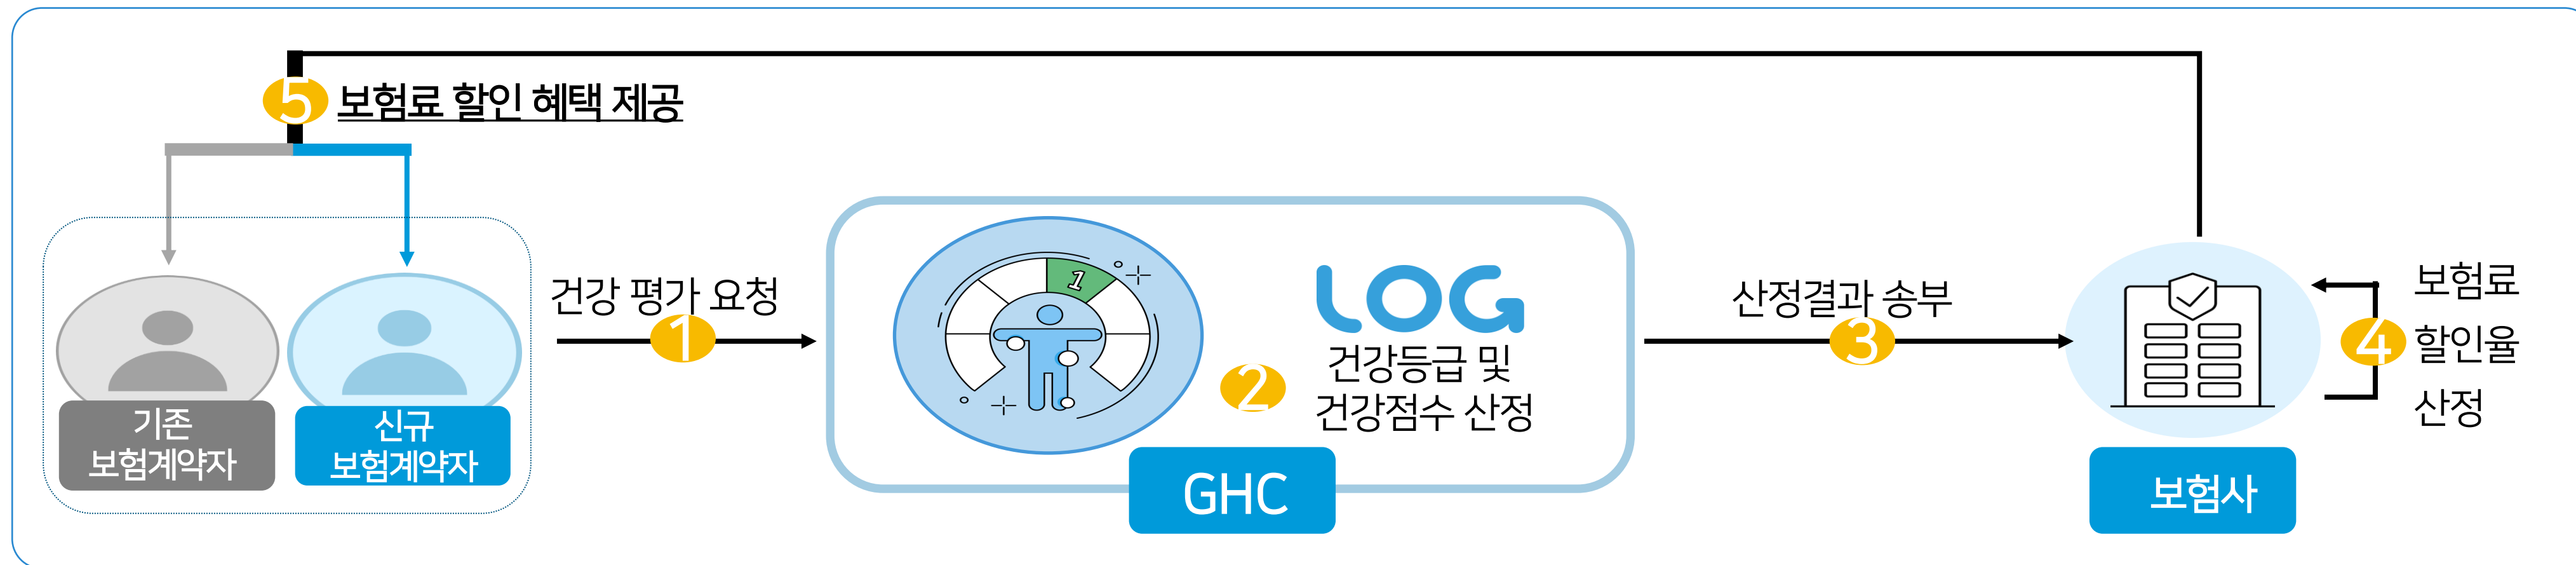 5 보험료 할인 혜택 제공
기존
보험계약자
신규
보험계약자
건강 평가 요청
1
1
LOG
2
건강등급 및
건강점수 산정
GHC
산정결과 송부
3
보험사
4
보험료
할인율
산정